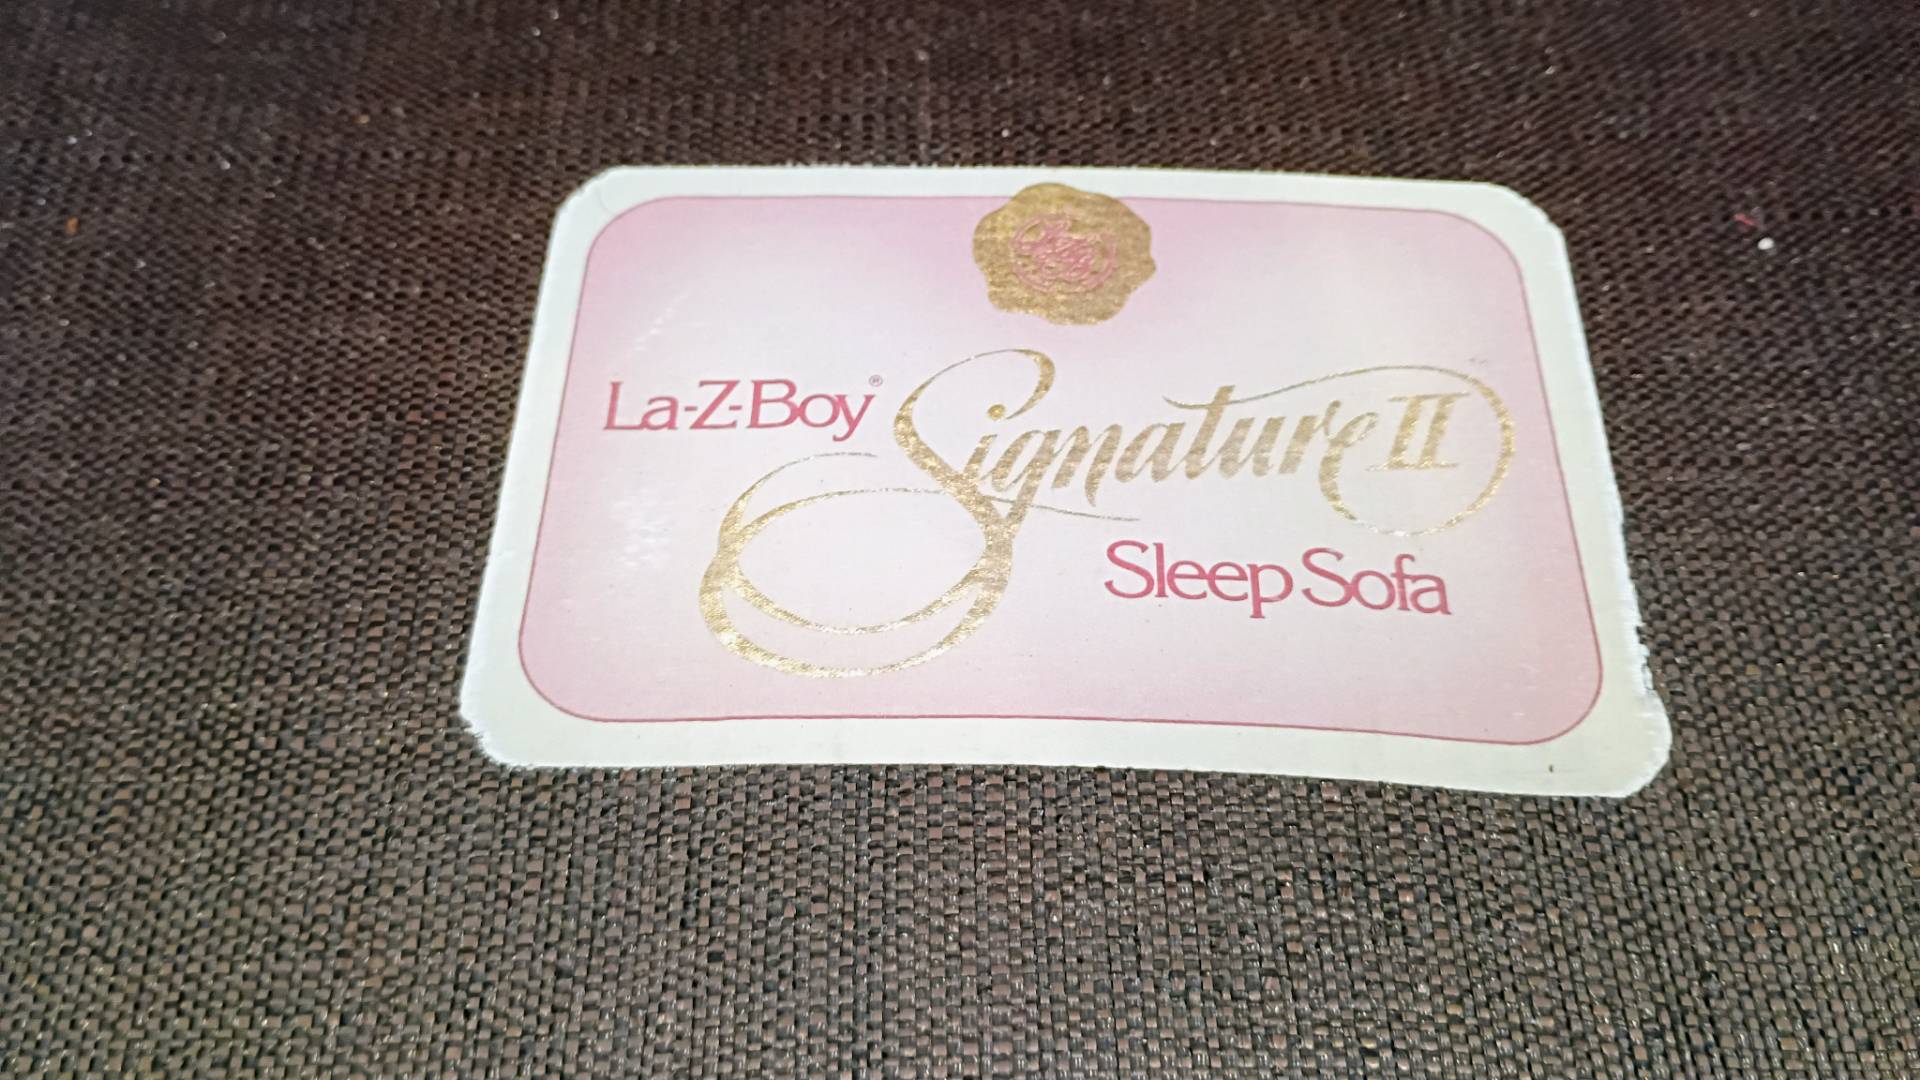 La-Z-Boy® Signature II
Sleep Sofa